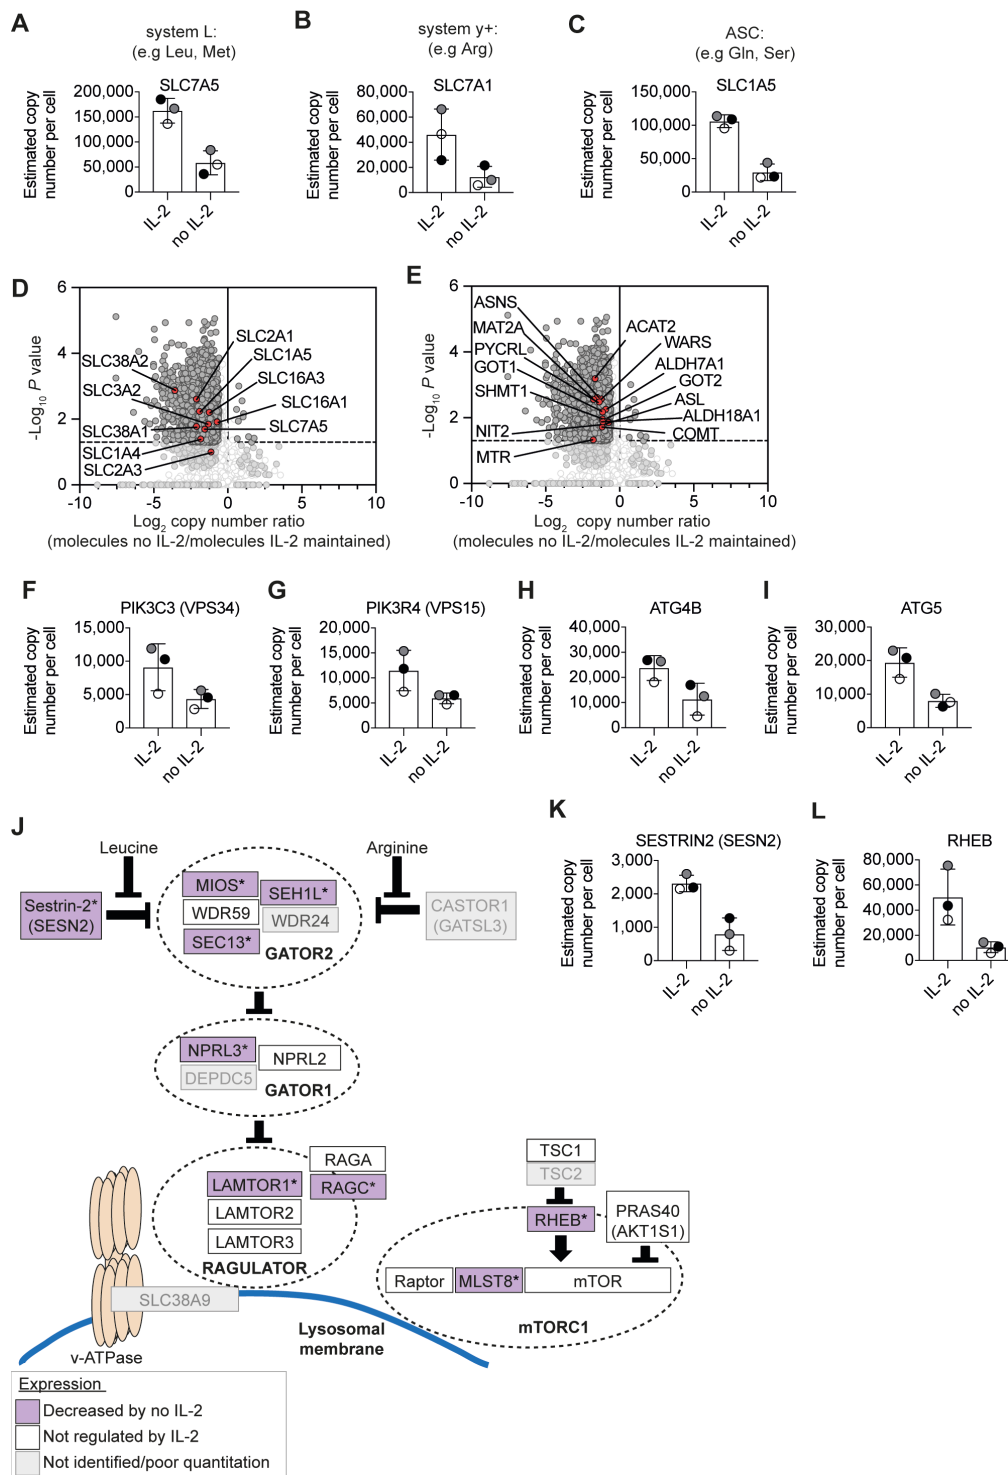 A
system L:
(e.g Leu, Met)
SLC7A5
Estimated copy
number per cell
200,000
150,000
100,000
50,000
0
IL-2
no IL-2
B
system y+:
(e.g Arg)
SLC7A1
Estimated copy
number per cell
80,000
60,000
40,000
20,000
0
IL-2
no IL-2
C
ASC:
(e.g Gln, Ser)
SLC1A5
Estimated copy
number per cell
150,000
100,000
50,000
0
IL-2
no IL-2
D
-Log10 P value
6
4
2
0
SLC2A1
SLC38A2
SLC1A5
SLC3A2
SLC16A3
SLC16A1
SLC38A1
SLC7A5
SLC1A4
SLC2A3
-10 -5 0 5 10
Log2 copy number ratio
(molecules no IL-2/molecules IL-2 maintained)
E
-Log10 P value
6
4
2
0
ASNS
MAT2A
ACAT2
PYCRL
WARS
GOT1
ALDH7A1
SHMT1
GOT2
ASL
ALDH18A1
NIT2
COMT
MTR
-10 -5 0 5 10
Log2 copy number ratio
(molecules no IL-2/molecules IL-2 maintained)
F
PIK3C3 (VPS34)
Estimated copy
number per cell
15,000
10,000
5,000
0
IL-2
no IL-2
G
PIK3R4 (VPS15)
Estimated copy
number per cell
20,000
15,000
10,000
5,000
0
IL-2
no IL-2
H
ATG4B
Estimated copy
number per cell
40,000
30,000
20,000
10,000
0
IL-2
no IL-2
I
ATG5
Estimated copy
number per cell
30,000
20,000
10,000
0
IL-2
no IL-2
J
Leucine
Arginine
Sestrin-2*
(SESN2)
MIOS*
SEH1L*
WDR59
WDR24
SEC13*
GATOR2
CASTOR1
(GATSL3)
NPRL3*
NPRL2
DEPDC5
GATOR1
RAGA
LAMTOR1*
RAGC*
LAMTOR2
LAMTOR3
RAGULATOR
SLC38A9
v-ATPase
Lysosomal
membrane
TSC1
TSC2
RHEB*
PRAS40
(AKT1S1)
Raptor
MLST8*
mTOR
mTORC1
Expression
Decreased by no IL-2
Not regulated by IL-2
Not identified/poor quantitation
K
SESTRIN2 (SESN2)
Estimated copy
number per cell
3,000
2,000
1,000
0
IL-2
no IL-2
L
RHEB
Estimated copy
number per cell
80,000
60,000
40,000
20,000
0
IL-2
no IL-2